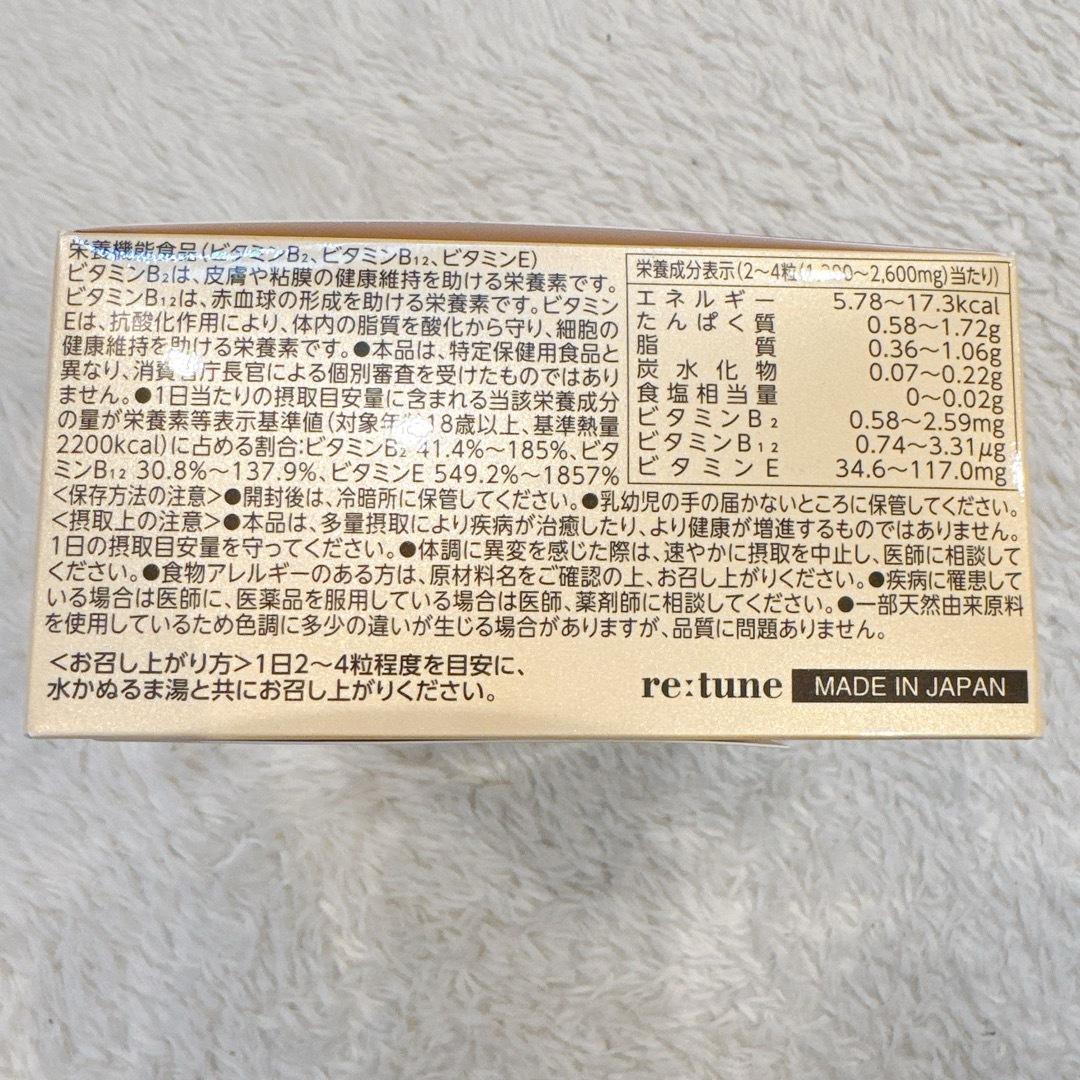 栄養機能食品(ビタミンB₂、ビタミンB₁₂、ビタミンE)
ビタミンB₂は、皮膚や粘膜の健康維持を助ける栄養素です。
ビタミンB₁₂は、赤血球の形成を助ける栄養素です。ビタミン
Eは、抗酸化作用により、体内の脂質を酸化から守り、細胞の
健康維持を助ける栄養素です。●本品は、特定保健用食品と
異なり、消費者庁長官による個別審査を受けたものではあり
ません。●1日当たりの摂取目安量に含まれる当該栄養成分
の量が栄養素等表示基準値(対象年齢18歳以上、基準熱量
2200kcal)に占める割合:ビタミンB₂ 41.4%~185%、ビタ
ミンB₁₂ 30.8%~137.9%、ビタミンE 549.2%~1857%
栄養成分表示(2~4粒(1,300~2,600mg)当たり)
エネルギー 5.78~17.3kcal
たんぱく質 0.58~1.72g
脂質 0.36~1.06g
炭水化物 0.07~0.22g
食塩相当量 0~0.02g
ビタミンB₂ 0.58~2.59mg
ビタミンB₁₂ 0.74~3.31μg
ビタミンE 34.6~117.0mg
<保存方法の注意>●開封後は、冷暗所に保管してください。●乳幼児の手の届かないところに保管してください。
<摂取上の注意>●本品は、多量摂取により疾病が治癒したり、より健康が増進するものではありません。
1日の摂取目安量を守ってください。●体調に異変を感じた際は、速やかに摂取を中止し、医師に相談して
ください。●食物アレルギーのある方は、原材料名をご確認の上、お召し上がりください。●疾病に罹患して
いる場合は医師に、医薬品を服用している場合は医師、薬剤師に相談してください。●一部天然由来原料
を使用しているため色調に多少の違いが生じる場合がありますが、品質に問題ありません。
<お召し上がり方>1日2~4粒程度を目安に、
水かぬるま湯と共にお召し上がりください。
re:tune MADE IN JAPAN